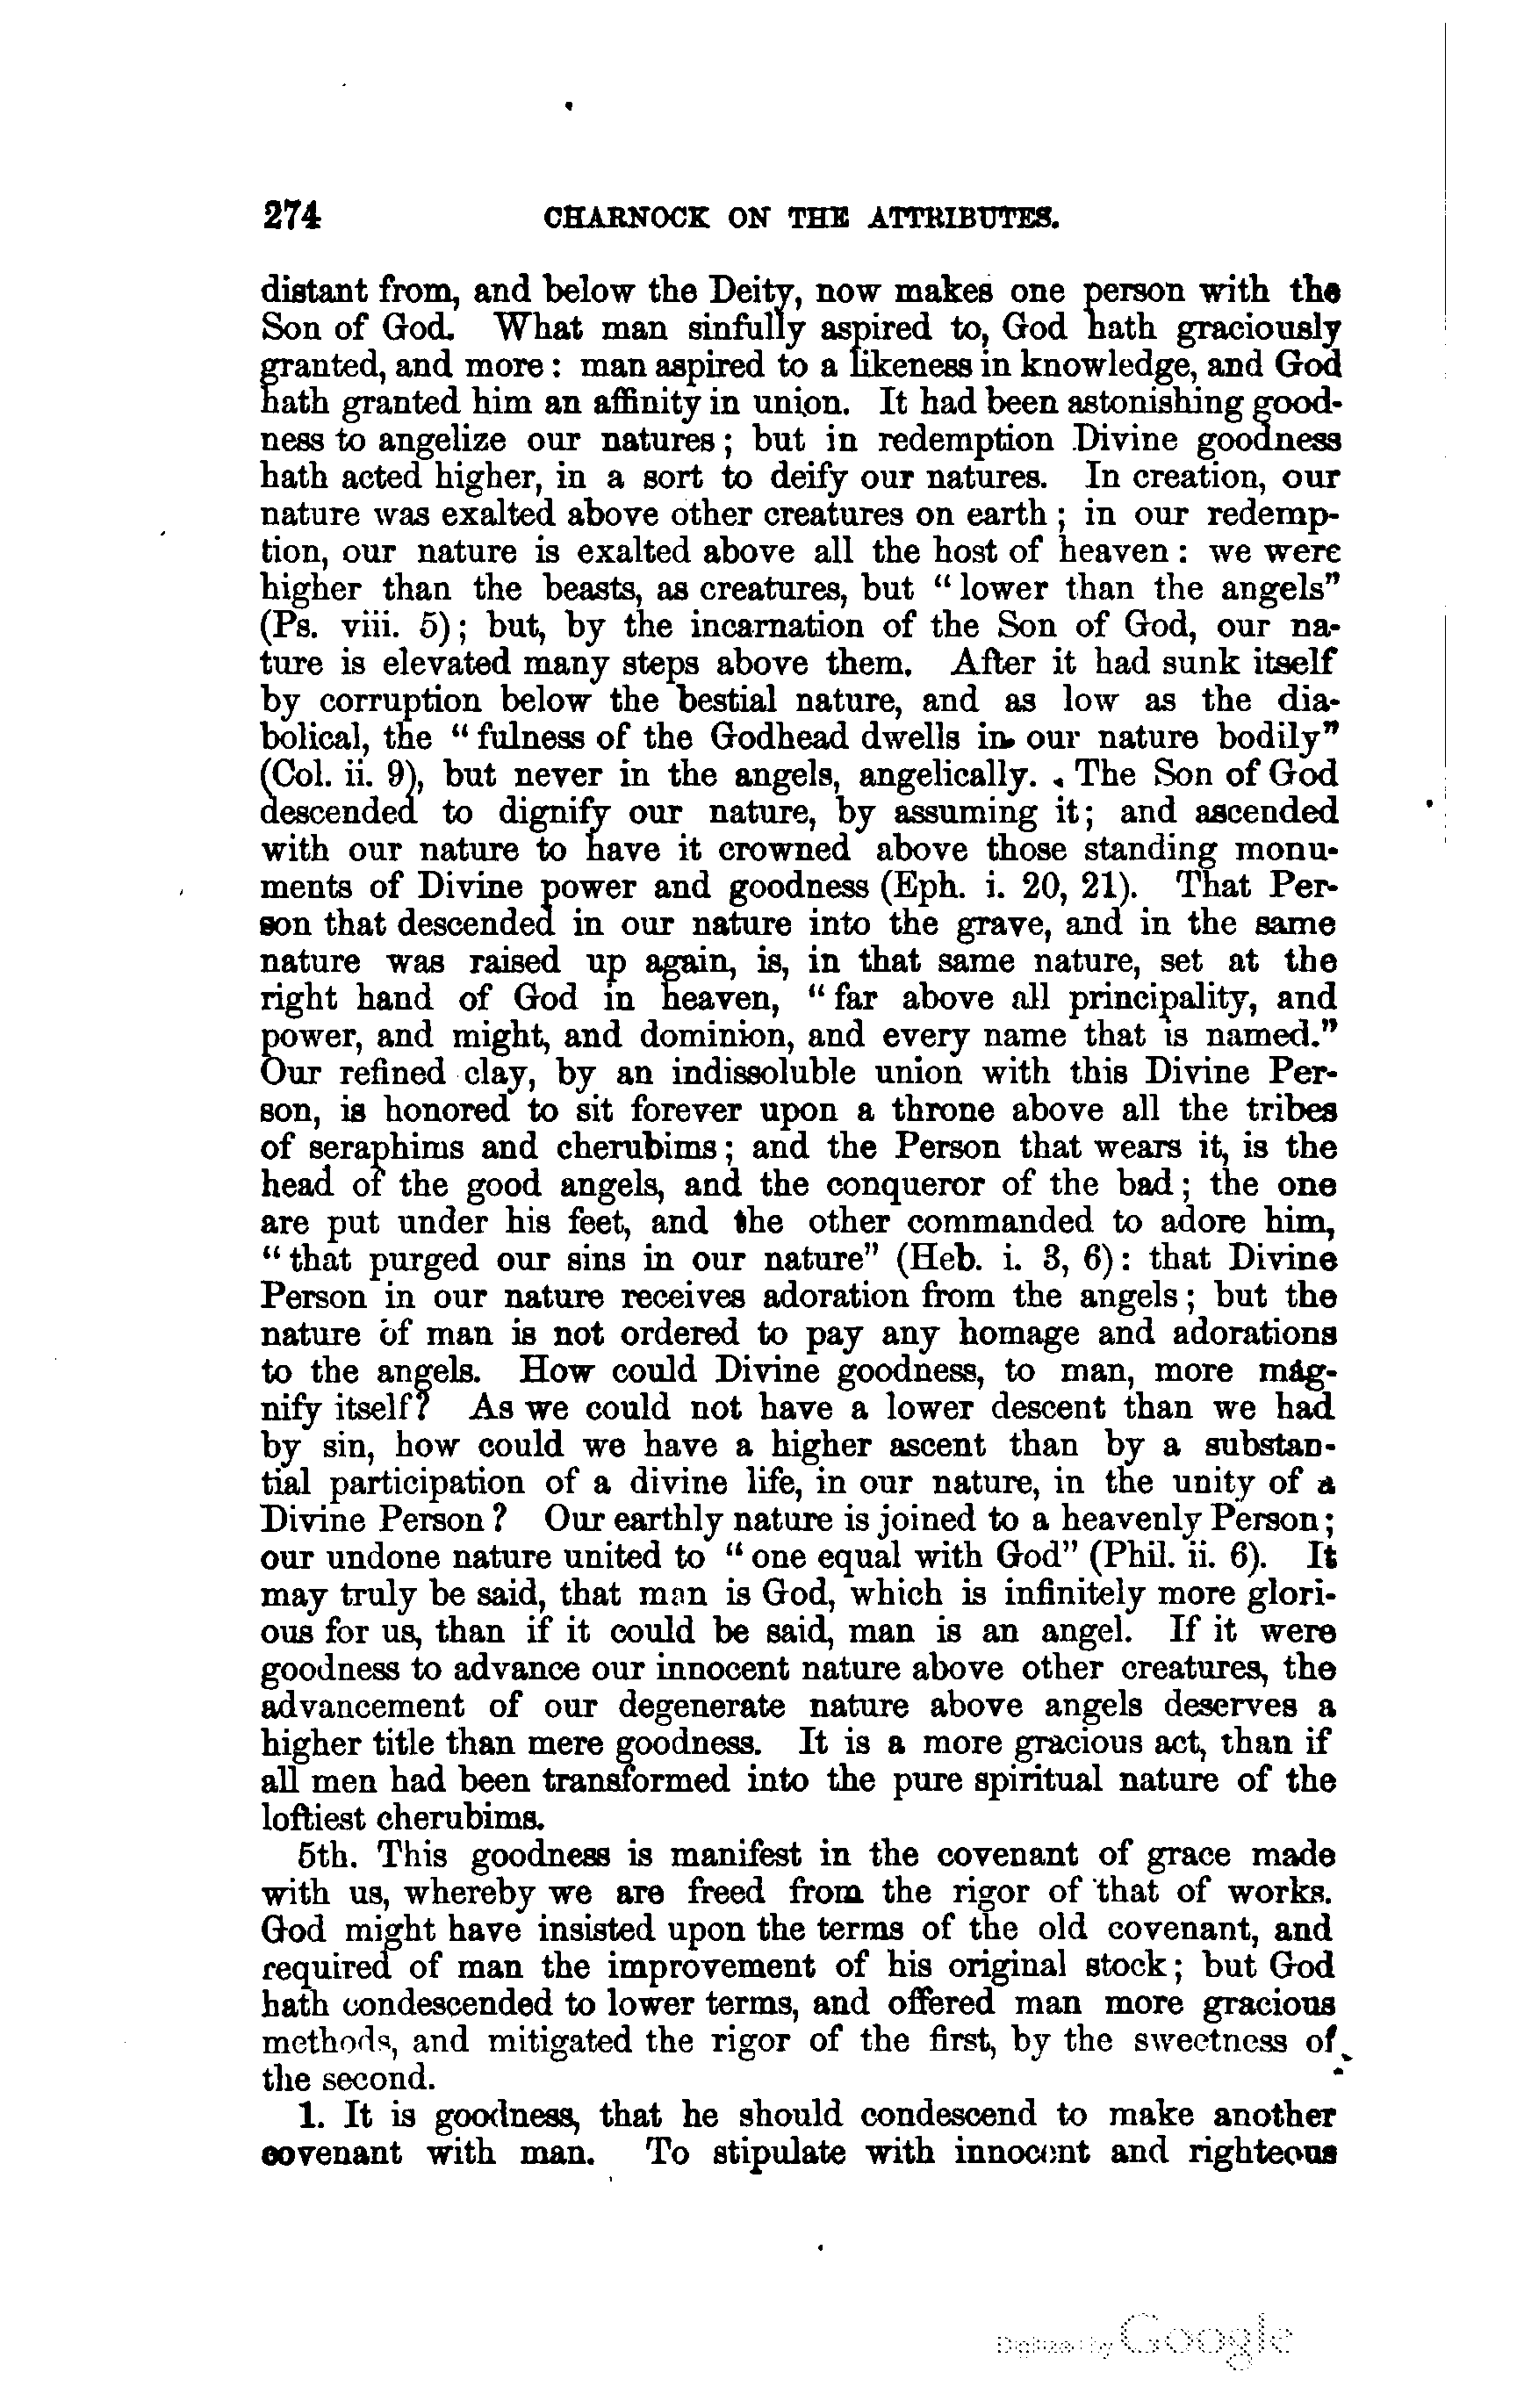 274 CHARNOCK ON THE ATTRIBUTES.
distant from, and below the Deity, now makes one person with the
Son of God. What man sinfully aspired to, God hath graciously
granted, and more: man aspired to a likeness in knowledge, and God
hath granted him an affinity in union. It had been astonishing good-
ness to angelize our natures; but in redemption Divine goodness
hath acted higher, in a sort to deify our natures. In creation, our
nature was exalted above other creatures on earth; in our redemp-
tion, our nature is exalted above all the host of heaven: we were
higher than the beasts, as creatures, but "lower than the angels"
(Ps. viii. 5); but, by the incarnation of the Son of God, our na-
ture is elevated many steps above them. After it had sunk itself
by corruption below the bestial nature, and as low as the dia-
bolical, the "fulness of the Godhead dwells in our nature bodily"
(Col. ii. 9), but never in the angels, angelically. The Son of God
descended to dignify our nature, by assuming it; and ascended
with our nature to have it crowned above those standing monu-
ments of Divine power and goodness (Eph. i. 20, 21). That Per-
son that descended in our nature into the grave, and in the same
nature was raised up again, is, in that same nature, set at the
right hand of God in heaven, "far above all principality, and
power, and might, and dominion, and every name that is named."
Our refined clay, by an indissoluble union with this Divine Per-
son, is honored to sit forever upon a throne above all the tribes
of seraphims and cherubims; and the Person that wears it, is the
head of the good angels, and the conqueror of the bad; the one
are put under his feet, and the other commanded to adore him,
"that purged our sins in our nature" (Heb. i. 3, 6): that Divine
Person in our nature receives adoration from the angels; but the
nature of man is not ordered to pay any homage and adorations
to the angels. How could Divine goodness, to man, more mag-
nify itself? As we could not have a lower descent than we had
by sin, how could we have a higher ascent than by a substan-
tial participation of a divine life, in our nature, in the unity of a
Divine Person? Our earthly nature is joined to a heavenly Person;
our undone nature united to "one equal with God" (Phil. ii. 6). It
may truly be said, that man is God, which is infinitely more glori-
ous for us, than if it could be said, man is an angel. If it were
goodness to advance our innocent nature above other creatures, the
advancement of our degenerate nature above angels deserves a
higher title than mere goodness. It is a more gracious act, than if
all men had been transformed into the pure spiritual nature of the
loftiest cherubims.
5th. This goodness is manifest in the covenant of grace made
with us, whereby we are freed from the rigor of that of works.
God might have insisted upon the terms of the old covenant, and
required of man the improvement of his original stock; but God
hath condescended to lower terms, and offered man more gracious
methods, and mitigated the rigor of the first, by the sweetness of
the second.
1. It is goodness, that he should condescend to make another
covenant with man. To stipulate with innocent and righteous
Digitized by Google